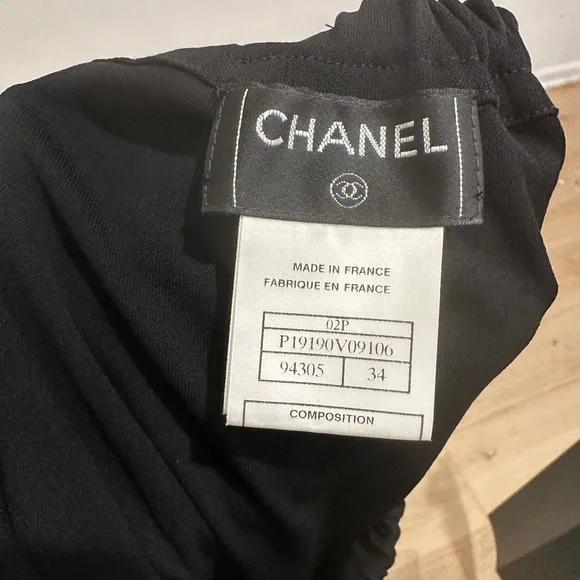 CHANEL
MADE IN FRANCE
FABRIQUE EN FRANCE
02P
P19190V09106
94305 34
COMPOSITION